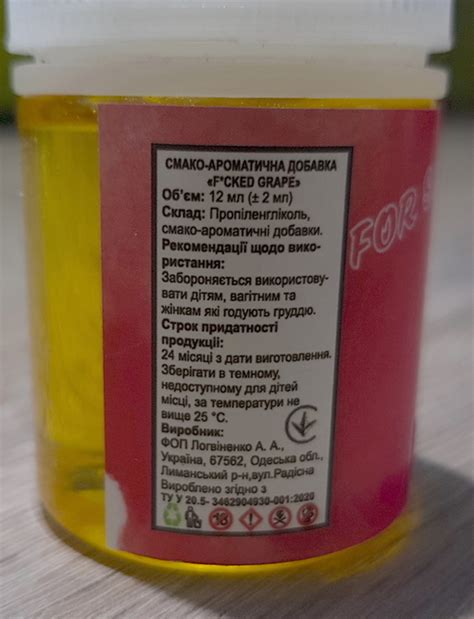 СМАКО-АРОМАТИЧНА ДОБАВКА
«F*CKED GRAPE»
Об'єм: 12 мл (± 2 мл)
Склад: Пропіленгліколь,
смако-ароматичні добавки.
Рекомендації щодо вико-
ристання:
Забороняється використову-
вати дітям, вагітним та
жінкам які годують груддю.
Строк придатності
продукції:
24 місяці з дати виготовлення.
Зберігати в темному,
недоступному для дітей
місці, за температури не
вище 25 °C.
Виробник:
ФОП Логвіненко А. А.,
Україна, 67562, Одеська обл.,
Лиманський р-н,вул.Радісна
Вироблено згідно з
ТУ У 20.5- 3462904930-001:2020
18
FOR